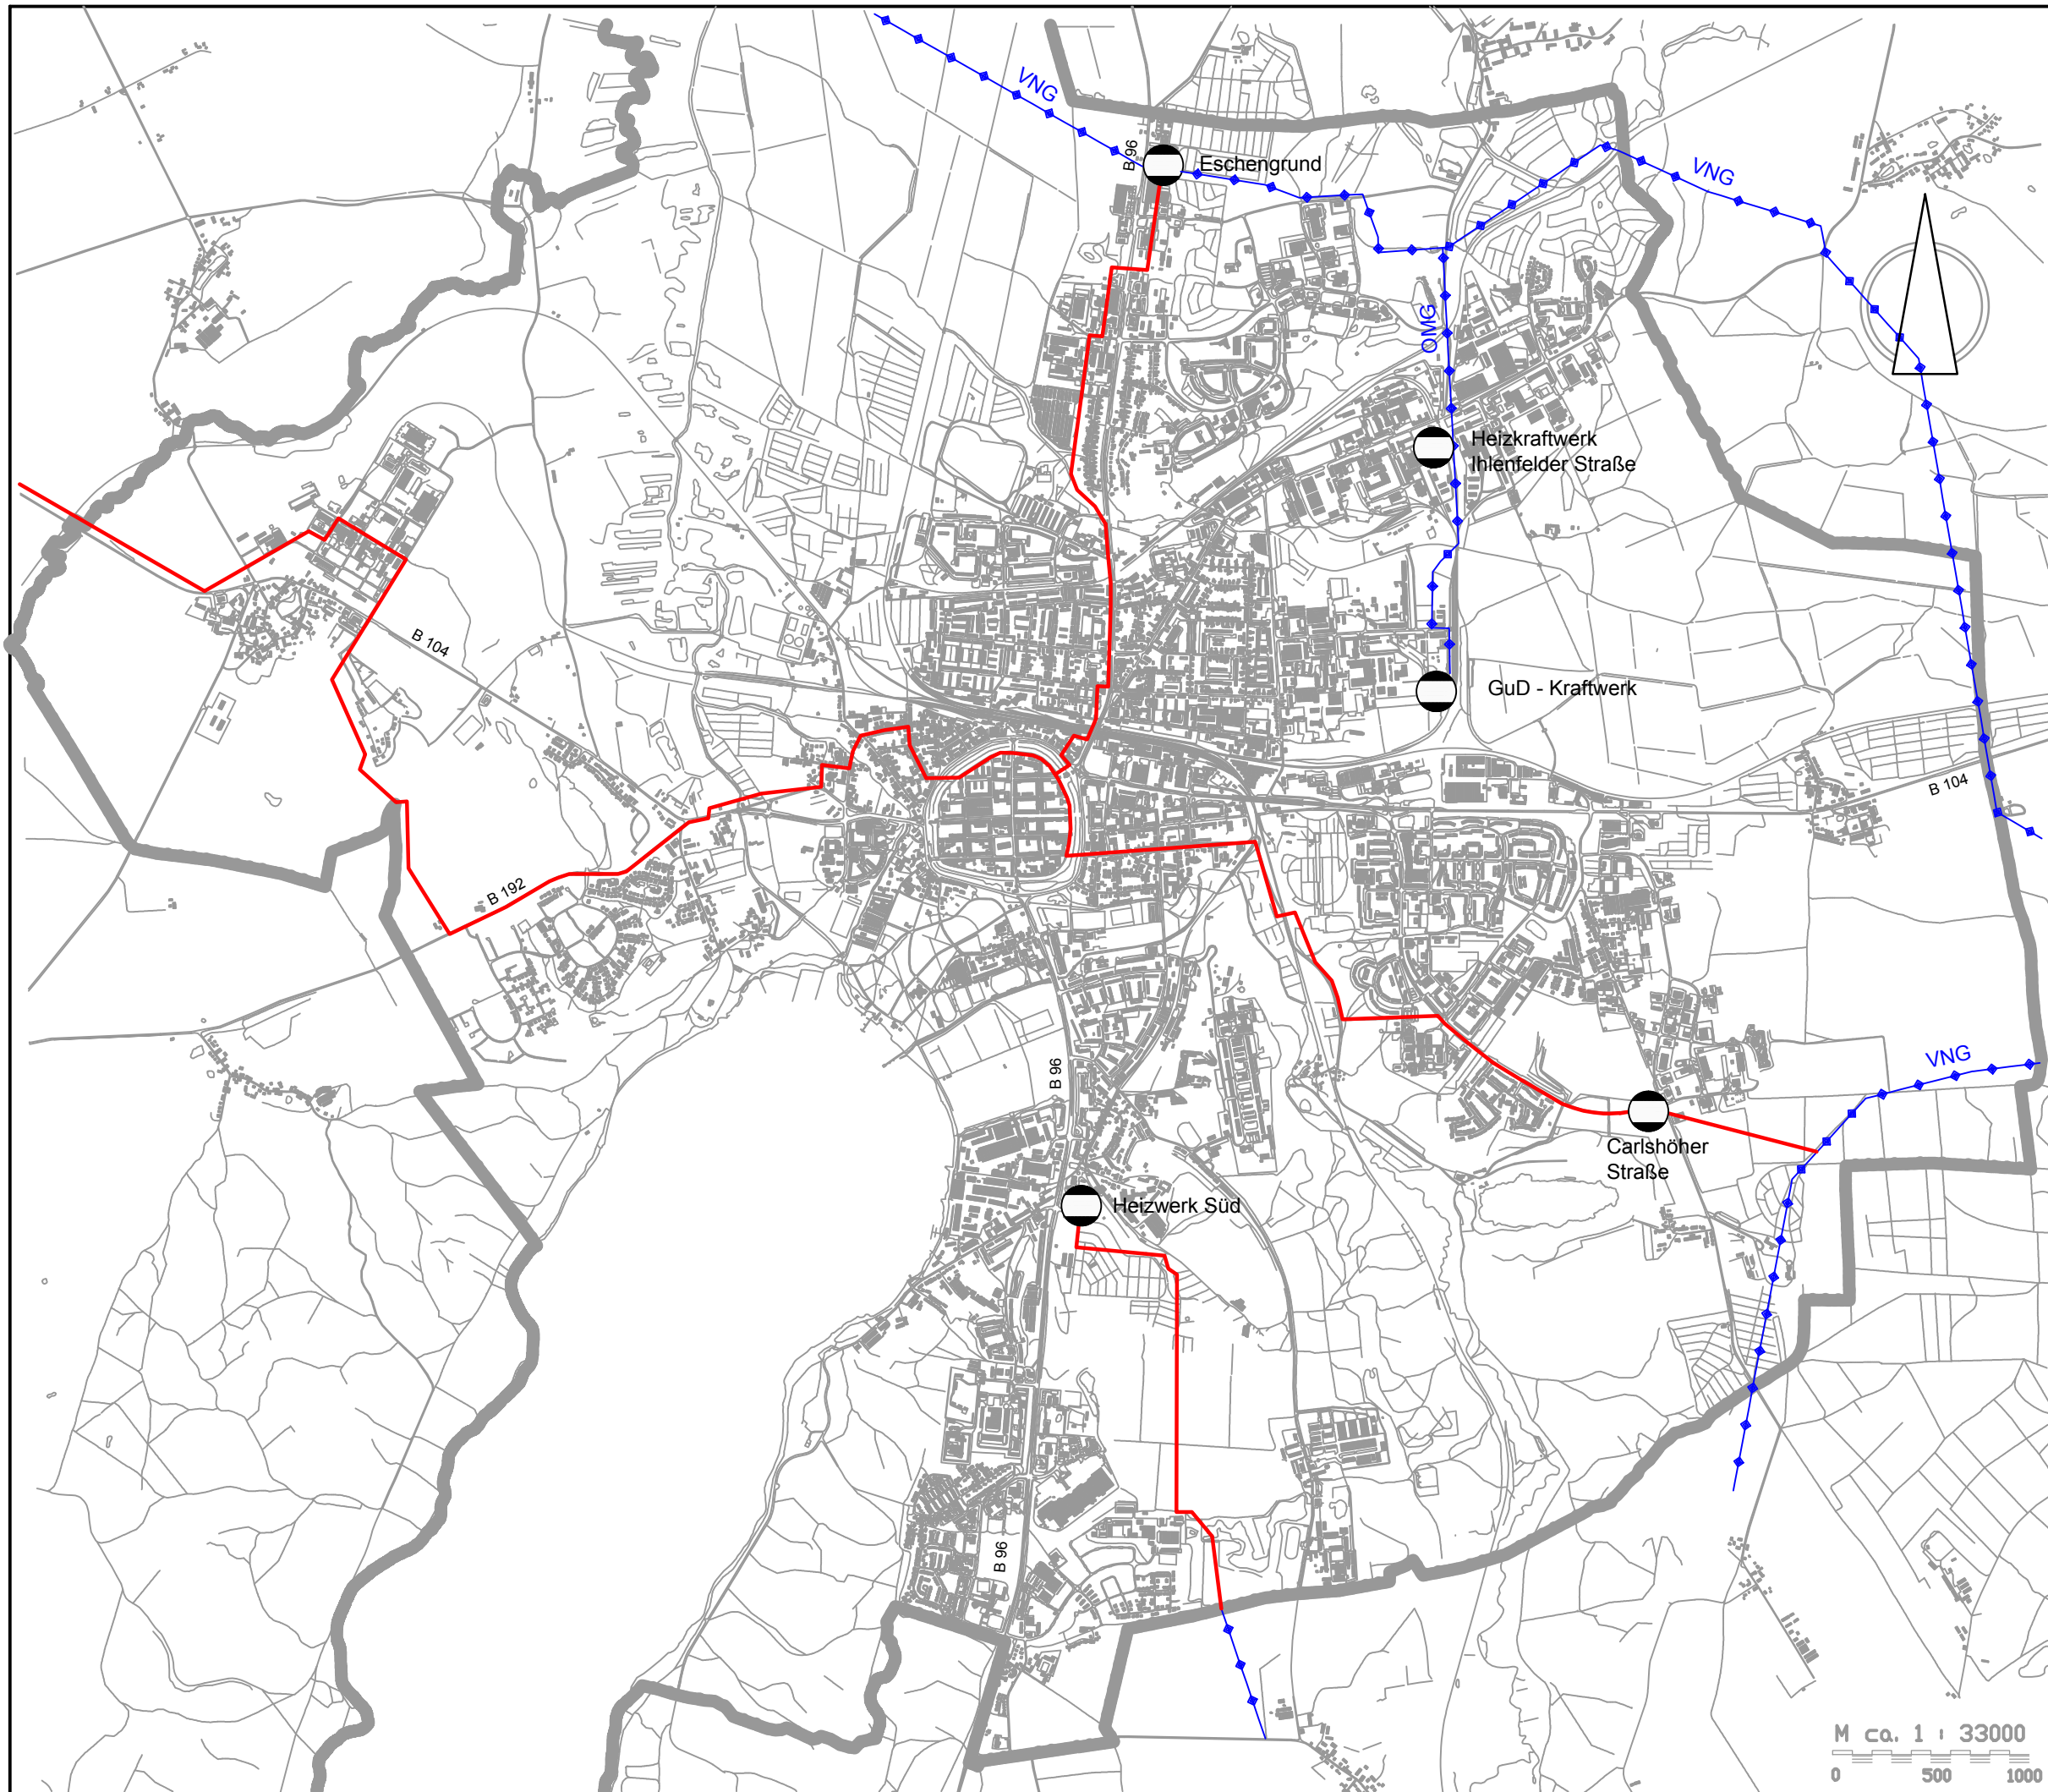 VNG
B 96
Eschengrund
VNG
OMG
Heizkraftwerk
Ihlenfelder Straße
B 104
GuD - Kraftwerk
B 104
B 192
B 96
VNG
Carlshöher
Straße
Heizwerk Süd
B 96
M ca. 1 : 33000
0 500 1000